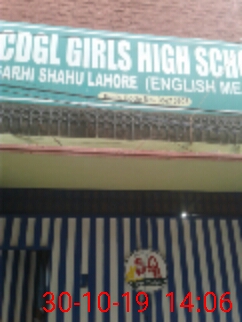 CDGL GIRLS HIGH SCHO
GARHI SHAHU LAHORE (ENGLISH ME
30-10-19 14:06